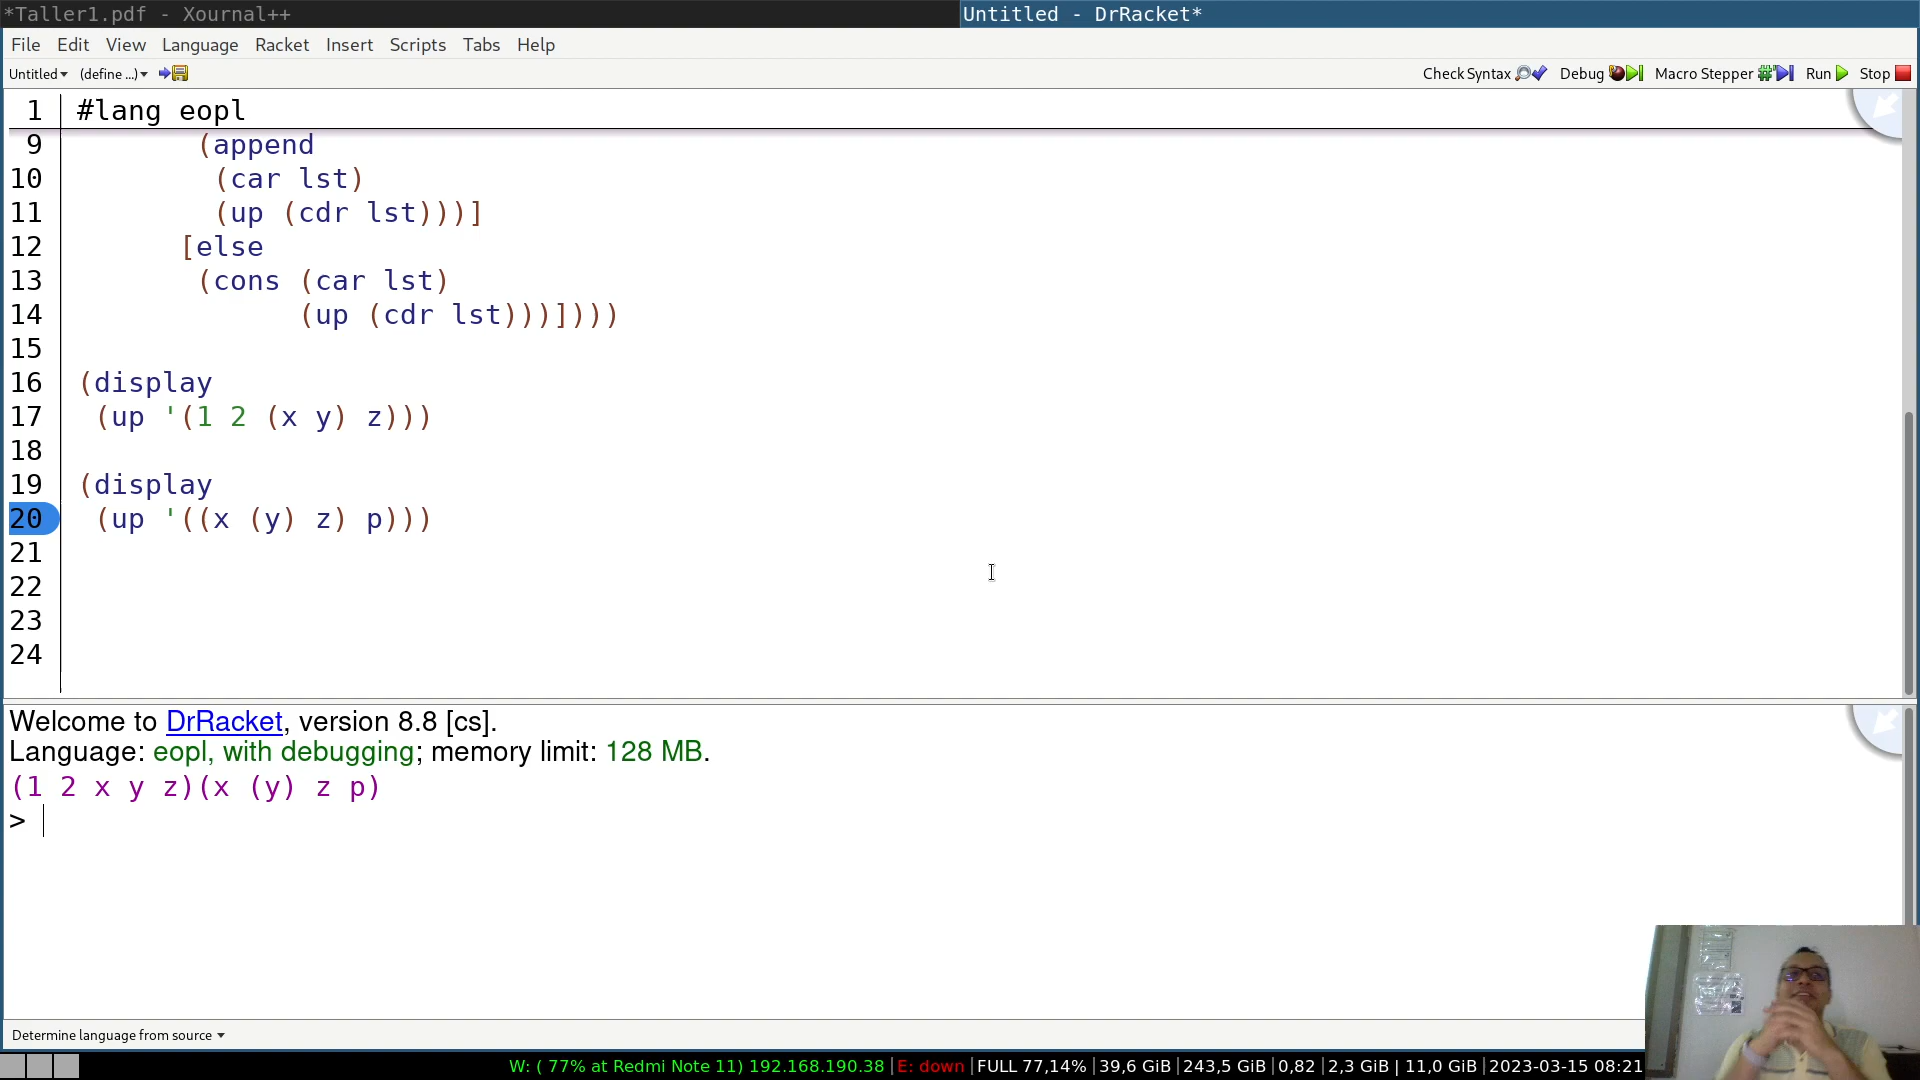 *Taller1.pdf - Xournal++
Untitled - DrRacket*
File Edit View Language Racket Insert Scripts Tabs Help
Untitled (define ...) Check Syntax Debug Macro Stepper Run Stop
1 #lang eopl
9 (append
10 (car lst)
11 (up (cdr lst)))]
12 [else
13 (cons (car lst)
14 (up (cdr lst)))])))
15
16 (display
17 (up '(1 2 (x y) z)))
18
19 (display
20 (up '((x (y) z) p)))
21
22
23
24
Welcome to DrRacket, version 8.8 [cs].
Language: eopl, with debugging; memory limit: 128 MB.
(1 2 x y z)(x (y) z p)
>
Determine language from source
W: ( 77% at Redmi Note 11) 192.168.190.38 | E: down | FULL 77,14% | 39,6 GiB | 243,5 GiB | 0,82 | 2,3 GiB | 11,0 GiB | 2023-03-15 08:21